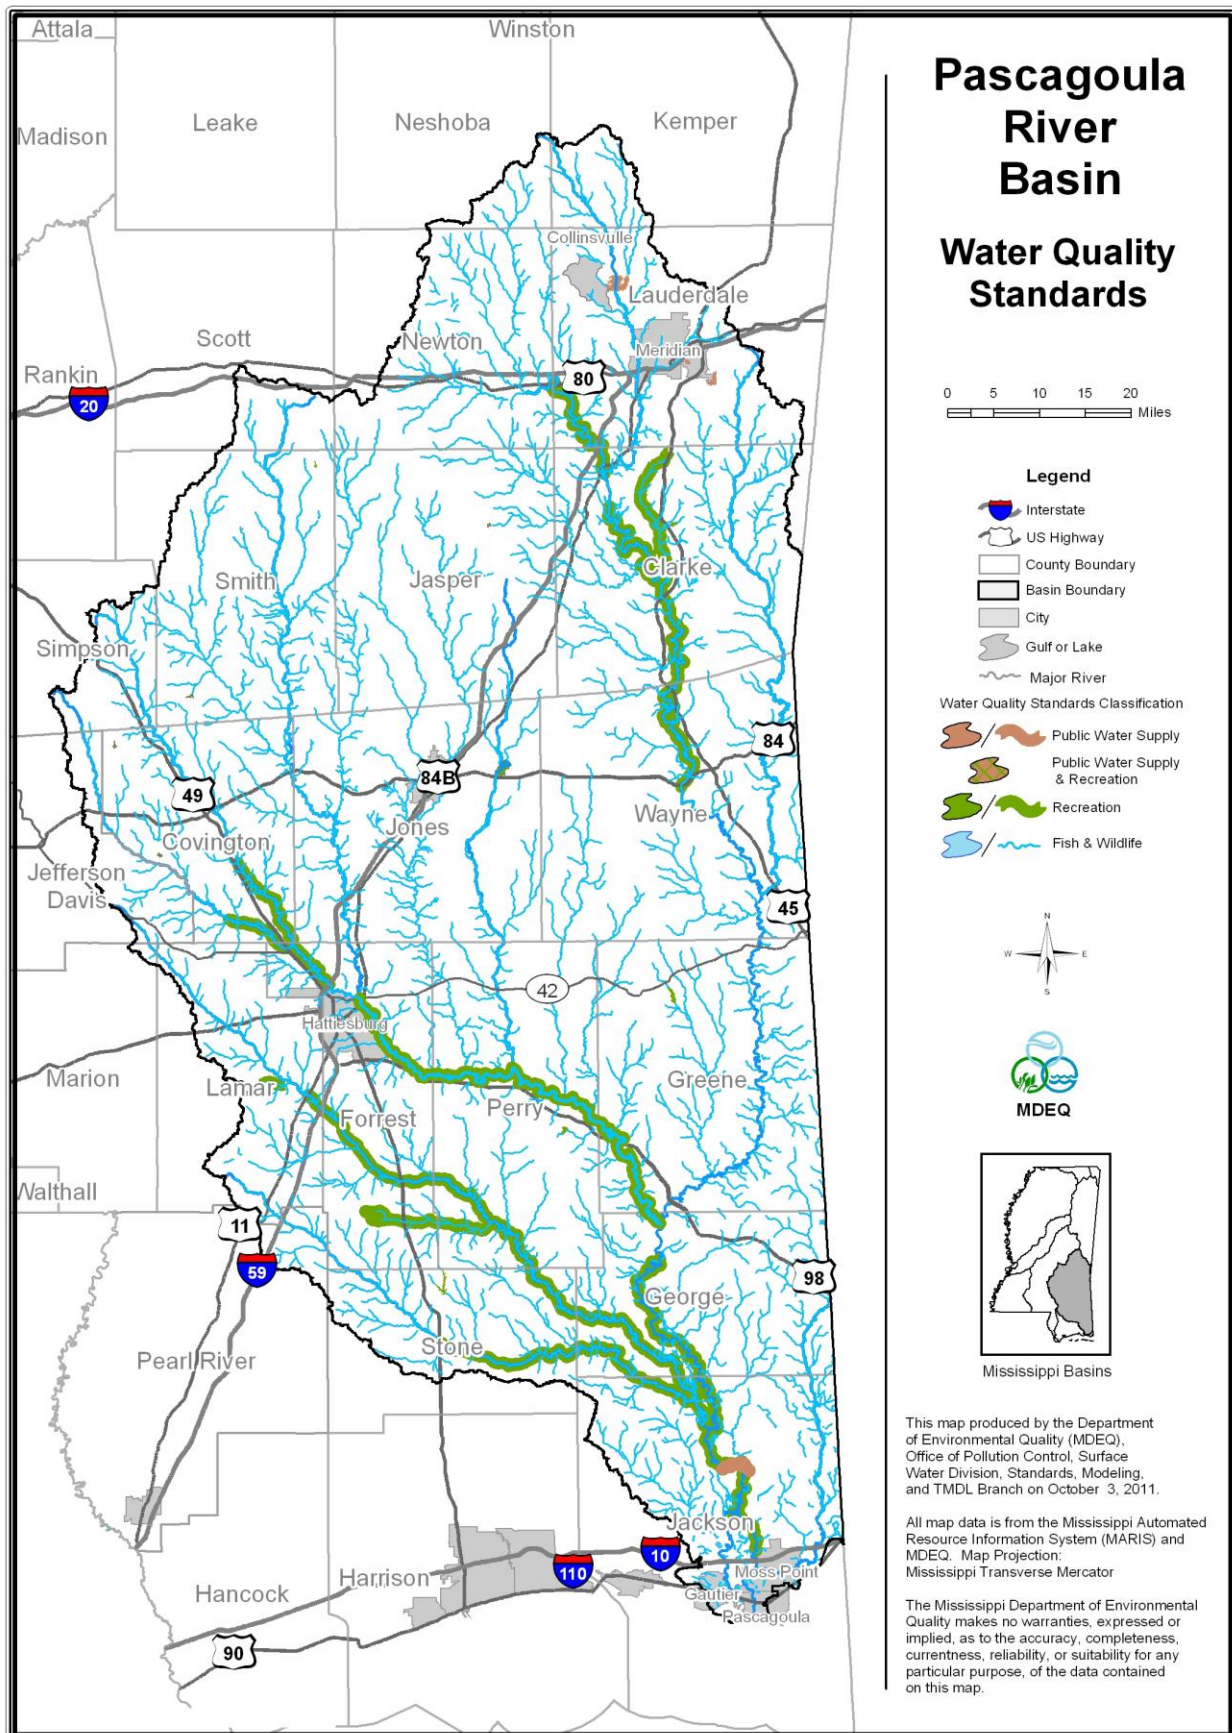 Attala
Winston
Madison
Leake
Neshoba
Kemper
Collinsvulle
Lauderdale
Scott
Newton
Meridian
Rankin
20
80
Smith
Jasper
Clarke
Simpson
84
84B
49
Jones
Wayne
Covington
Jefferson
Davis
45
42
Hattiesburg
Marion
Lamar
Greene
Perry
Forrest
Walthall
11
59
98
George
Stone
Pearl River
Jackson
10
110
Moss Point
Harrison
Hancock
Gautier
Pascagoula
90
Pascagoula
River
Basin
Water Quality
Standards
0 5 10 15 20
Miles
Legend
Interstate
US Highway
County Boundary
Basin Boundary
City
Gulf or Lake
Major River
Water Quality Standards Classification
Public Water Supply
Public Water Supply
& Recreation
Recreation
Fish & Wildlife
N
W E
S
MDEQ
Mississippi Basins
This map produced by the Department
of Environmental Quality (MDEQ),
Office of Pollution Control, Surface
Water Division, Standards, Modeling,
and TMDL Branch on October 3, 2011.
All map data is from the Mississippi Automated
Resource Information System (MARIS) and
MDEQ. Map Projection:
Mississippi Transverse Mercator
The Mississippi Department of Environmental
Quality makes no warranties, expressed or
implied, as to the accuracy, completeness,
currentness, reliability, or suitability for any
particular purpose, of the data contained
on this map.